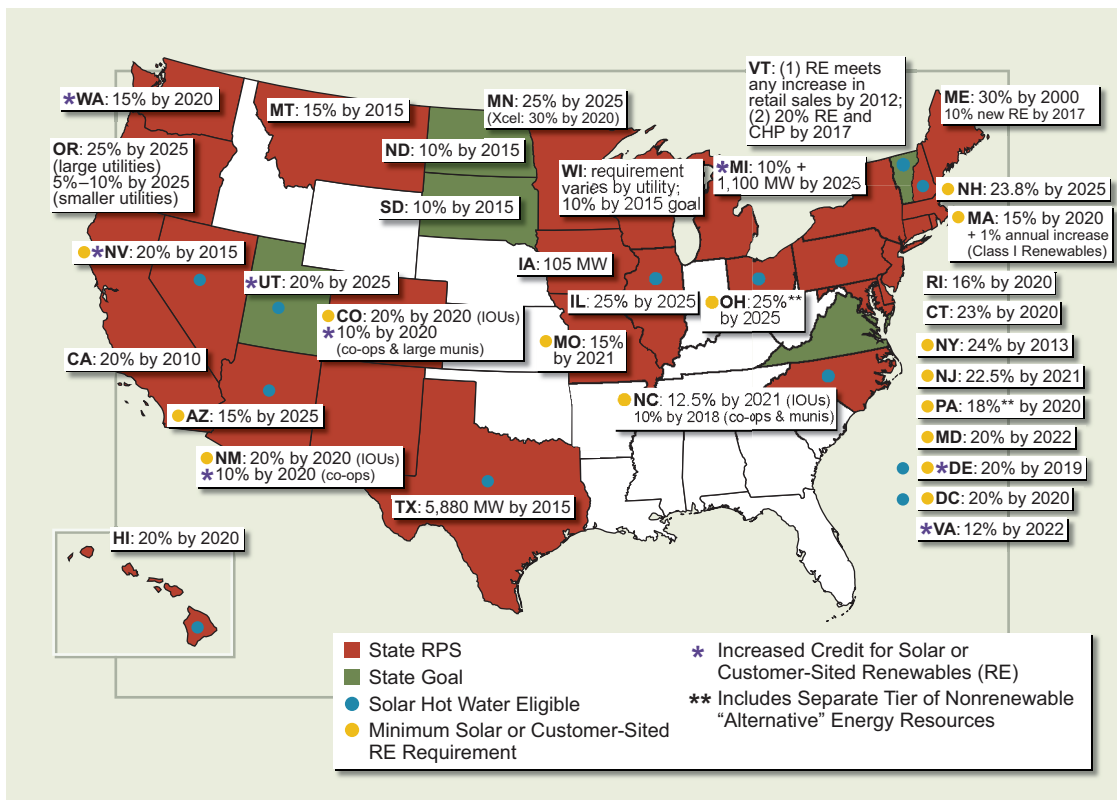 *WA: 15% by 2020
MT: 15% by 2015
MN: 25% by 2025
(Xcel: 30% by 2020)
VT: (1) RE meets
any increase in
retail sales by 2012;
(2) 20% RE and
CHP by 2017
ME: 30% by 2000
10% new RE by 2017
OR: 25% by 2025
(large utilities)
5%–10% by 2025
(smaller utilities)
ND: 10% by 2015
WI: requirement
varies by utility;
10% by 2015 goal
*MI: 10% +
1,100 MW by 2025
NH: 23.8% by 2025
SD: 10% by 2015
MA: 15% by 2020
+ 1% annual increase
(Class I Renewables)
*NV: 20% by 2015
IA: 105 MW
*UT: 20% by 2025
RI: 16% by 2020
IL: 25% by 2025
OH: 25%**
by 2025
CO: 20% by 2020 (IOUs)
*10% by 2020
(co-ops & large munis)
CT: 23% by 2020
MO: 15%
by 2021
NY: 24% by 2013
CA: 20% by 2010
NJ: 22.5% by 2021
AZ: 15% by 2025
NC: 12.5% by 2021 (IOUs)
10% by 2018 (co-ops & munis)
PA: 18%** by 2020
MD: 20% by 2022
NM: 20% by 2020 (IOUs)
*10% by 2020 (co-ops)
*DE: 20% by 2019
TX: 5,880 MW by 2015
DC: 20% by 2020
*VA: 12% by 2022
HI: 20% by 2020
State RPS
State Goal
Solar Hot Water Eligible
Minimum Solar or Customer-Sited
RE Requirement
* Increased Credit for Solar or
Customer-Sited Renewables (RE)
** Includes Separate Tier of Nonrenewable
“Alternative” Energy Resources